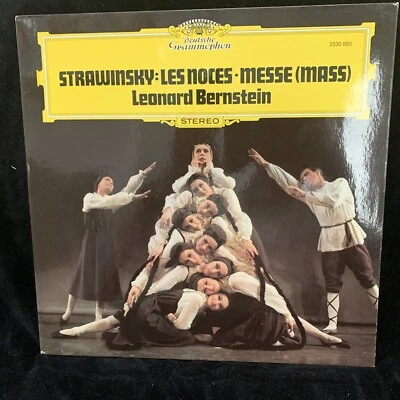 Deutsche
Grammophon
2530 880
STRAWINSKY: LES NOCES · MESSE (MASS)
Leonard Bernstein
STEREO